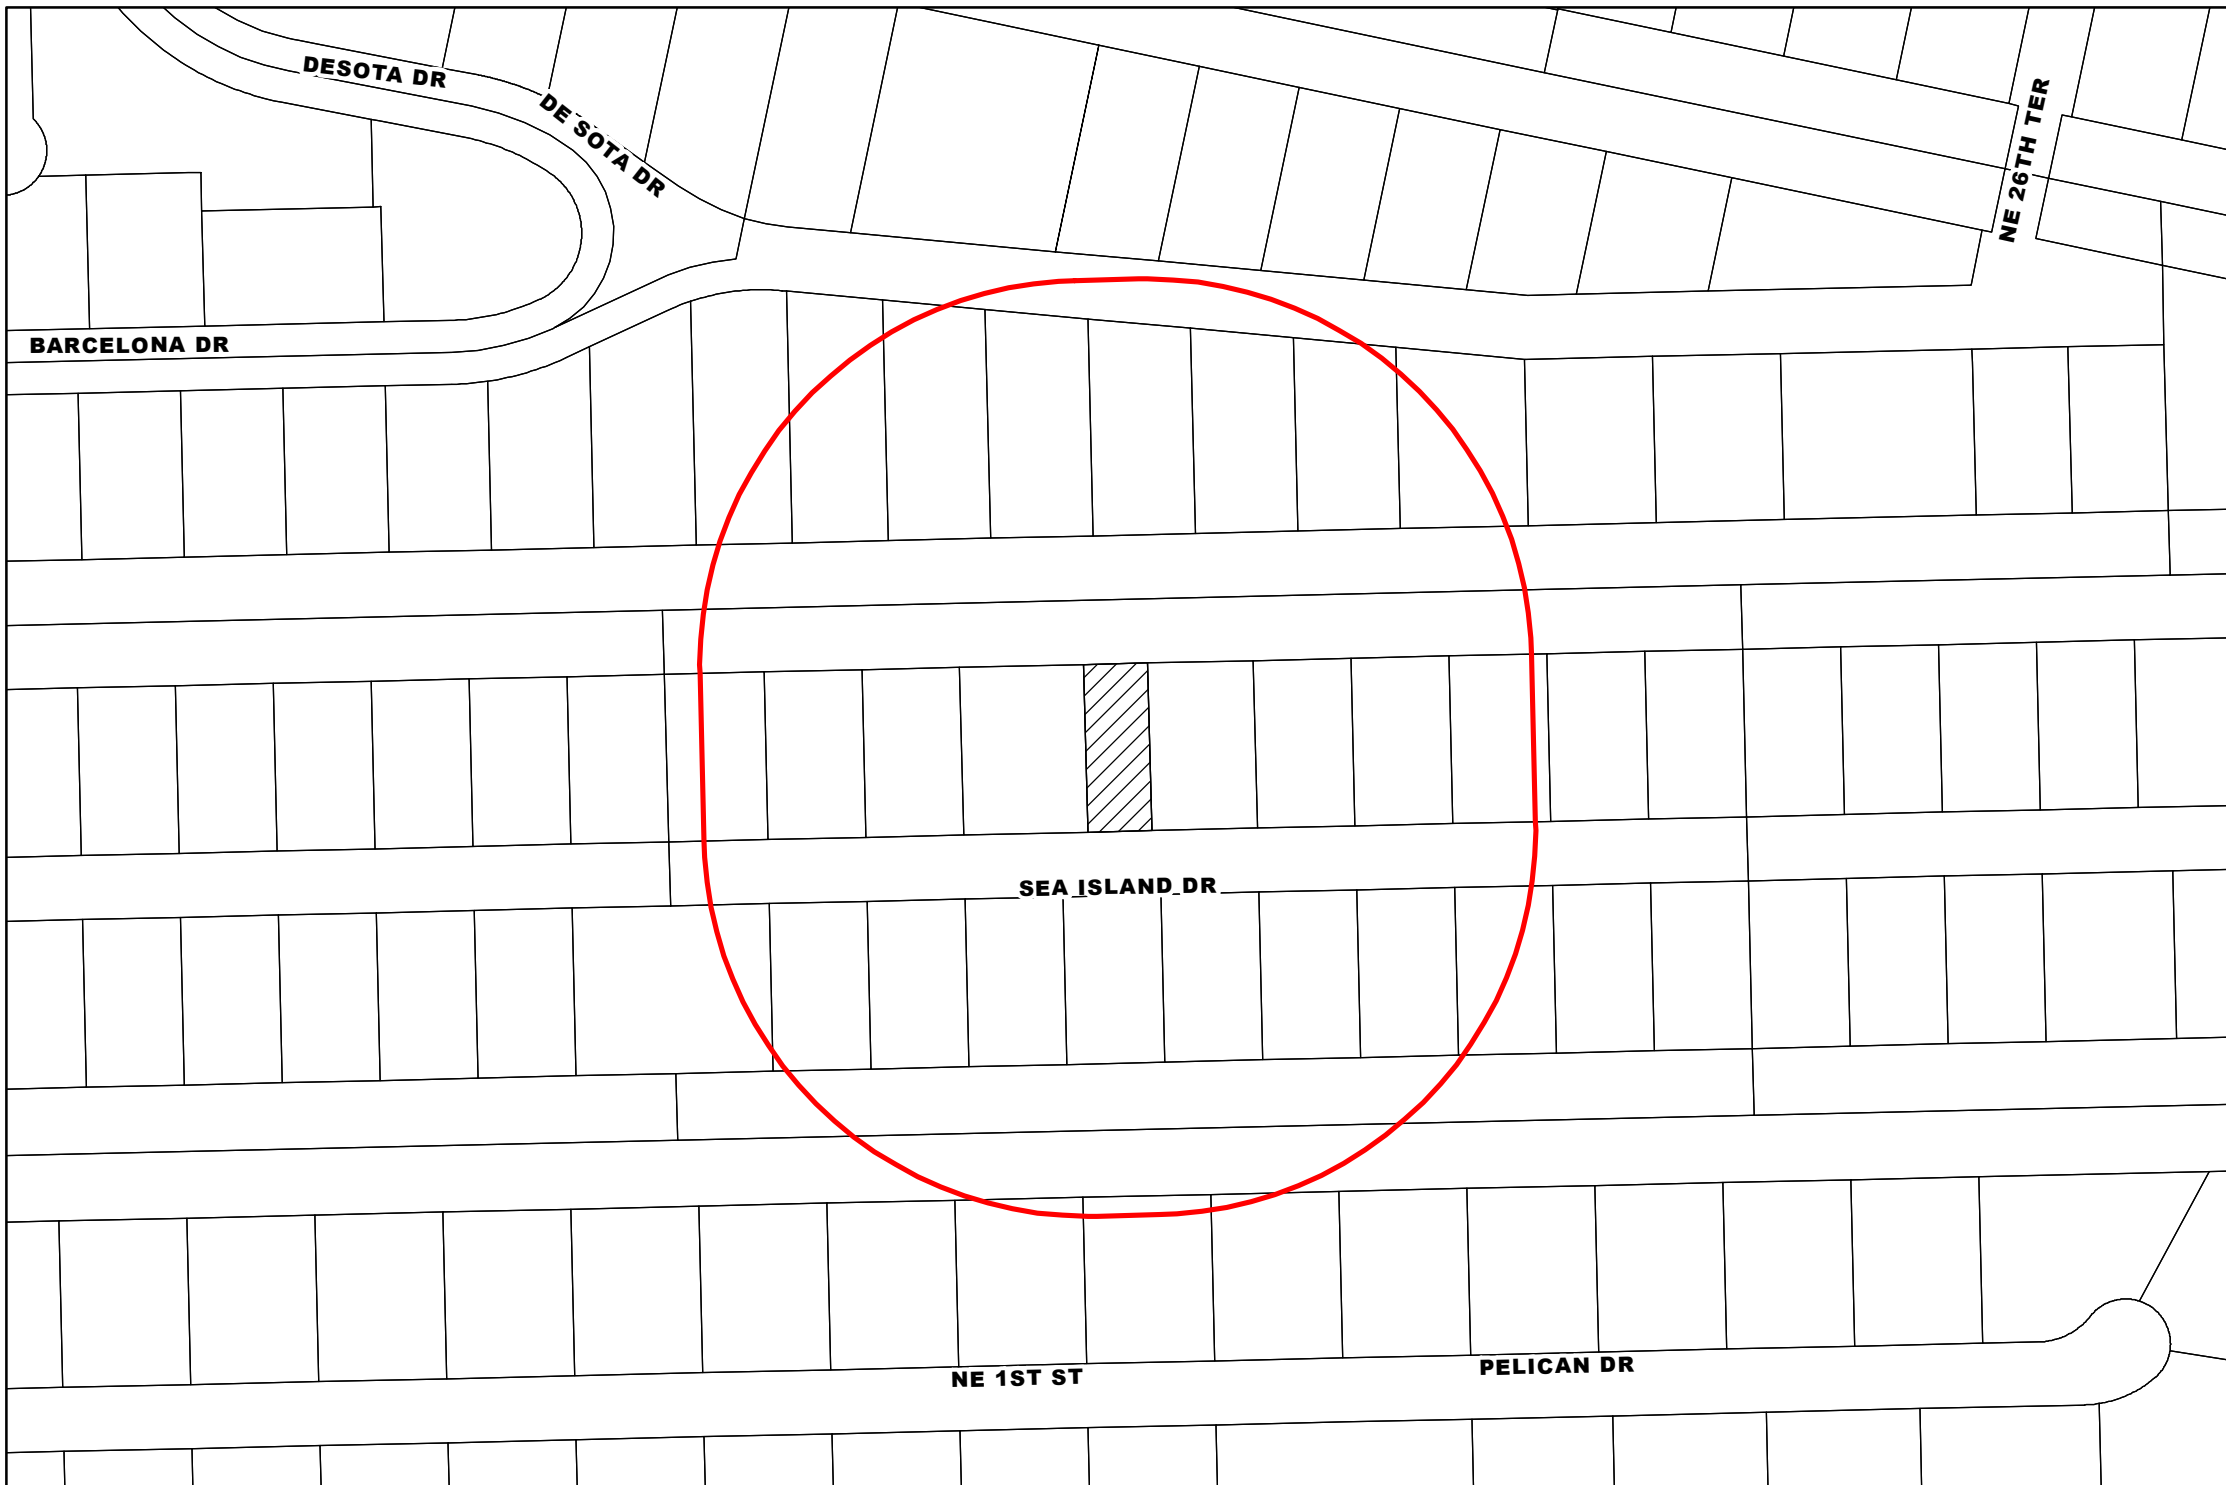 DESOTA DR
DE SOTA DR
NE 26TH TER
BARCELONA DR
SEA ISLAND DR
NE 1ST ST
PELICAN DR